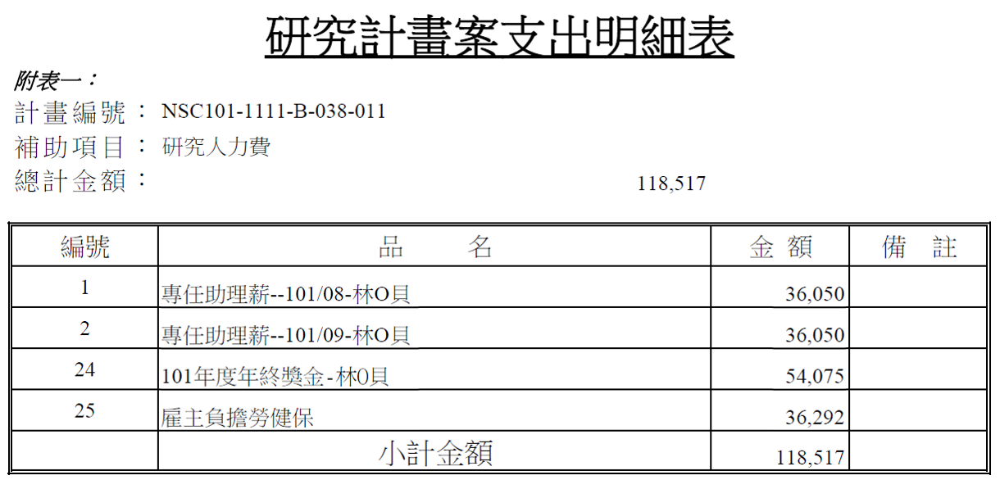 研究計畫案支出明細表
附表一：
計畫編號： NSC101-1111-B-038-011
補助項目： 研究人力費
總計金額： 118,517
編號 品名 金額 備註
1 專任助理薪--101/08-林O貝 36,050
2 專任助理薪--101/09-林O貝 36,050
24 101年度年終獎金-林O貝 54,075
25 雇主負擔勞健保 36,292
小計金額 118,517